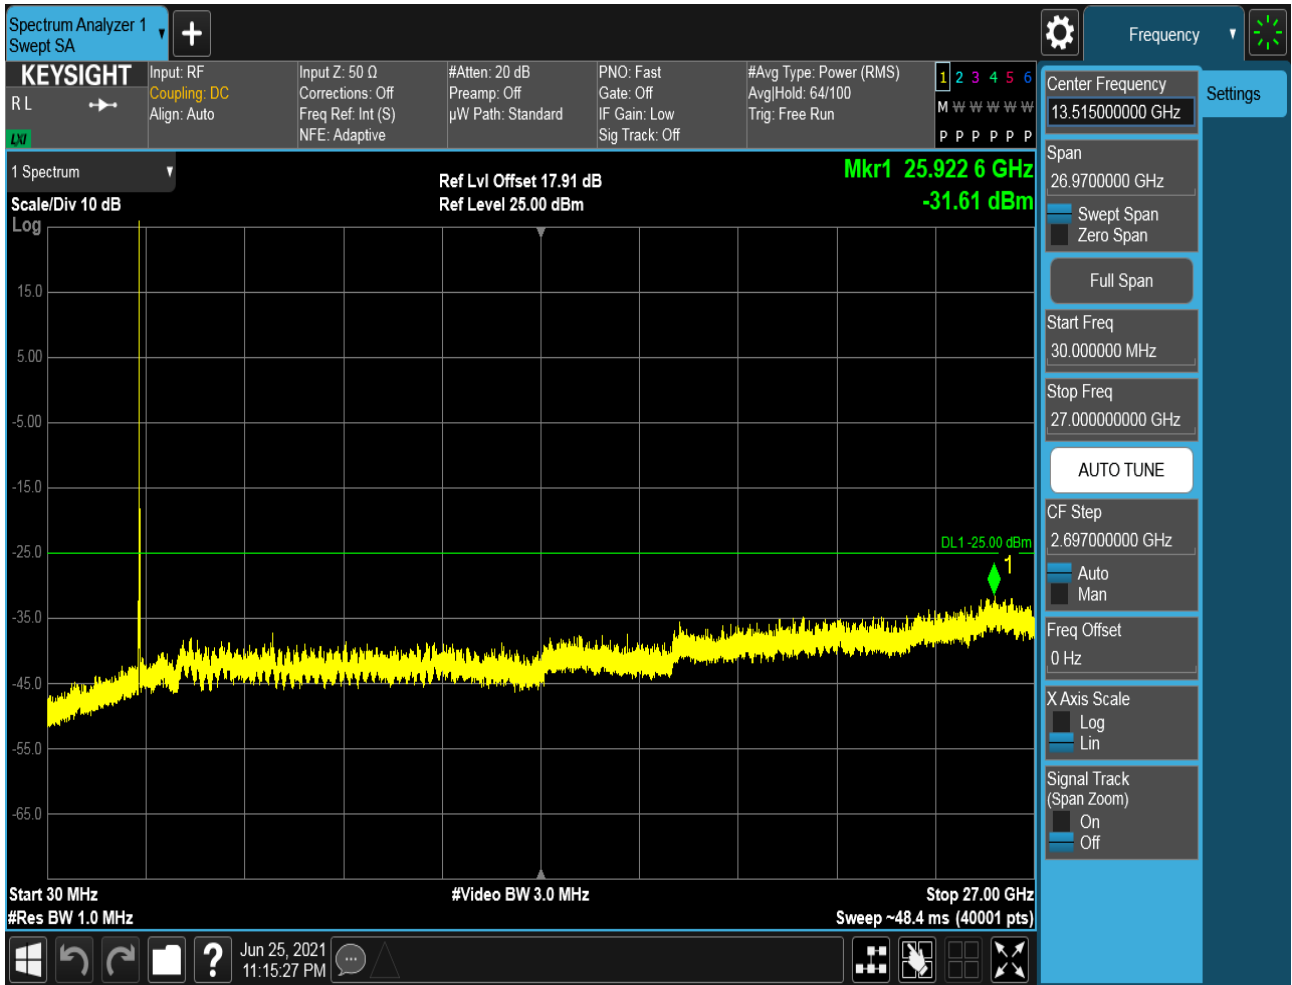 Spectrum Analyzer 1
Swept SA
Frequency
KEYSIGHT
R L
LXI
Input: RF
Coupling: DC
Align: Auto
Input Z: 50 Ω
Corrections: Off
Freq Ref: Int (S)
NFE: Adaptive
#Atten: 20 dB
Preamp: Off
µW Path: Standard
PNO: Fast
Gate: Off
IF Gain: Low
Sig Track: Off
#Avg Type: Power (RMS)
Avg|Hold: 64/100
Trig: Free Run
1 2 3 4 5 6
M W W W W W
P P P P P P
1 Spectrum
Scale/Div 10 dB
Log
Ref Lvl Offset 17.91 dB
Ref Level 25.00 dBm
Mkr1 25.922 6 GHz
-31.61 dBm
15.0
5.00
-5.00
-15.0
-25.0
-35.0
-45.0
-55.0
-65.0
DL1 -25.00 dBm
1
Start 30 MHz
#Res BW 1.0 MHz
#Video BW 3.0 MHz
Stop 27.00 GHz
Sweep ~48.4 ms (40001 pts)
Jun 25, 2021
11:15:27 PM
Center Frequency
13.515000000 GHz
Span
26.9700000 GHz
Swept Span
Zero Span
Full Span
Start Freq
30.000000 MHz
Stop Freq
27.000000000 GHz
AUTO TUNE
CF Step
2.697000000 GHz
Auto
Man
Freq Offset
0 Hz
X Axis Scale
Log
Lin
Signal Track
(Span Zoom)
On
Off
Settings